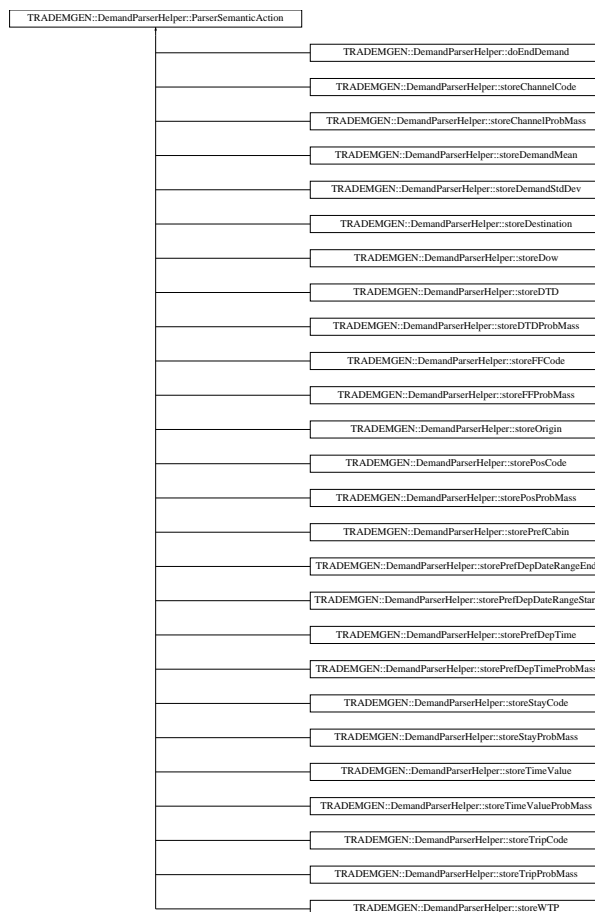 TRADEMGEN::DemandParserHelper::ParserSemanticAction
TRADEMGEN::DemandParserHelper::doEndDemand
TRADEMGEN::DemandParserHelper::storeChannelCode
TRADEMGEN::DemandParserHelper::storeChannelProbMass
TRADEMGEN::DemandParserHelper::storeDemandMean
TRADEMGEN::DemandParserHelper::storeDemandStdDev
TRADEMGEN::DemandParserHelper::storeDestination
TRADEMGEN::DemandParserHelper::storeDow
TRADEMGEN::DemandParserHelper::storeDTD
TRADEMGEN::DemandParserHelper::storeDTDProbMass
TRADEMGEN::DemandParserHelper::storeFFCode
TRADEMGEN::DemandParserHelper::storeFFProbMass
TRADEMGEN::DemandParserHelper::storeOrigin
TRADEMGEN::DemandParserHelper::storePosCode
TRADEMGEN::DemandParserHelper::storePosProbMass
TRADEMGEN::DemandParserHelper::storePrefCabin
TRADEMGEN::DemandParserHelper::storePrefDepDateRangeEnd
TRADEMGEN::DemandParserHelper::storePrefDepDateRangeStar
TRADEMGEN::DemandParserHelper::storePrefDepTime
TRADEMGEN::DemandParserHelper::storePrefDepTimeProbMass
TRADEMGEN::DemandParserHelper::storeStayCode
TRADEMGEN::DemandParserHelper::storeStayProbMass
TRADEMGEN::DemandParserHelper::storeTimeValue
TRADEMGEN::DemandParserHelper::storeTimeValueProbMass
TRADEMGEN::DemandParserHelper::storeTripCode
TRADEMGEN::DemandParserHelper::storeTripProbMass
TRADEMGEN::DemandParserHelper::storeWTP